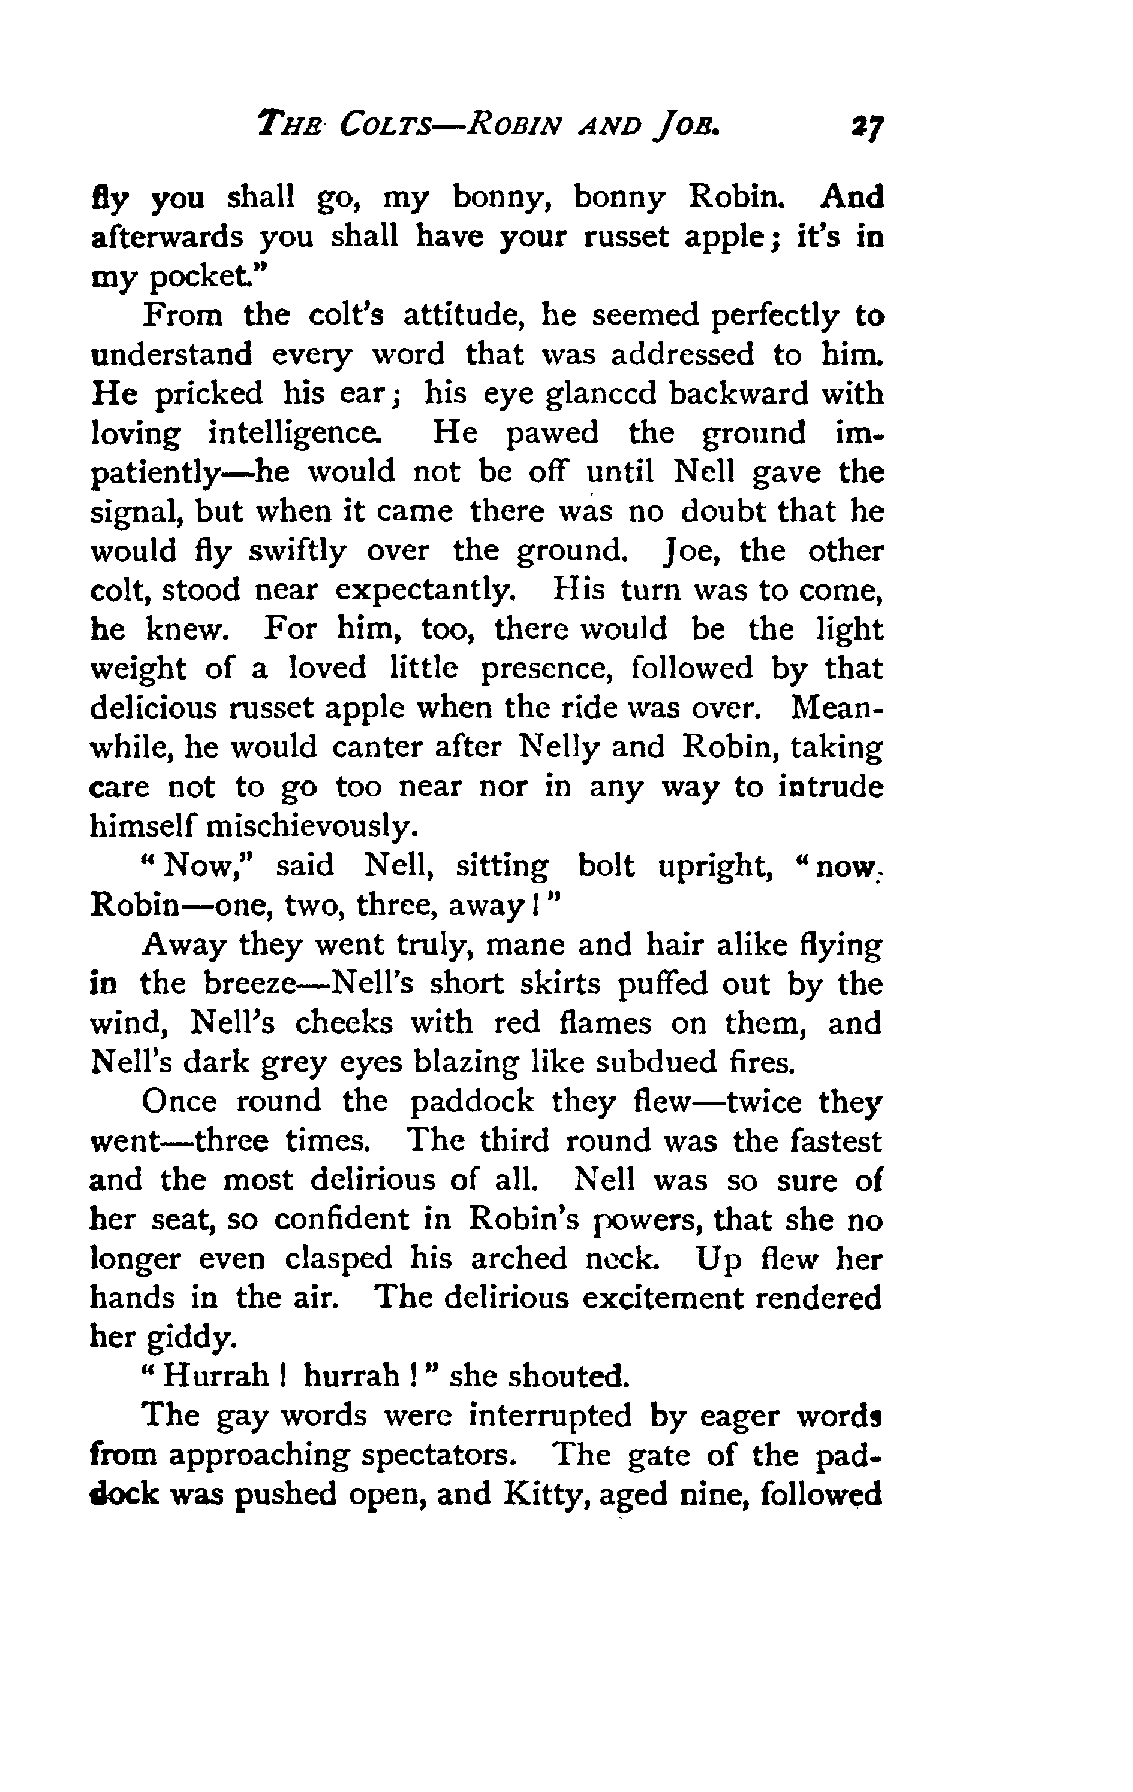 THE COLTS—ROBIN AND JOE. 27
fly you shall go, my bonny, bonny Robin. And
afterwards you shall have your russet apple; it's in
my pocket."
From the colt's attitude, he seemed perfectly to
understand every word that was addressed to him.
He pricked his ear; his eye glanced backward with
loving intelligence. He pawed the ground im-
patiently—he would not be off until Nell gave the
signal, but when it came there was no doubt that he
would fly swiftly over the ground. Joe, the other
colt, stood near expectantly. His turn was to come,
he knew. For him, too, there would be the light
weight of a loved little presence, followed by that
delicious russet apple when the ride was over. Mean-
while, he would canter after Nelly and Robin, taking
care not to go too near nor in any way to intrude
himself mischievously.
"Now," said Nell, sitting bolt upright, "now,
Robin—one, two, three, away!"
Away they went truly, mane and hair alike flying
in the breeze—Nell's short skirts puffed out by the
wind, Nell's cheeks with red flames on them, and
Nell's dark grey eyes blazing like subdued fires.
Once round the paddock they flew—twice they
went—three times. The third round was the fastest
and the most delirious of all. Nell was so sure of
her seat, so confident in Robin's powers, that she no
longer even clasped his arched neck. Up flew her
hands in the air. The delirious excitement rendered
her giddy.
"Hurrah! hurrah!" she shouted.
The gay words were interrupted by eager words
from approaching spectators. The gate of the pad-
dock was pushed open, and Kitty, aged nine, followed